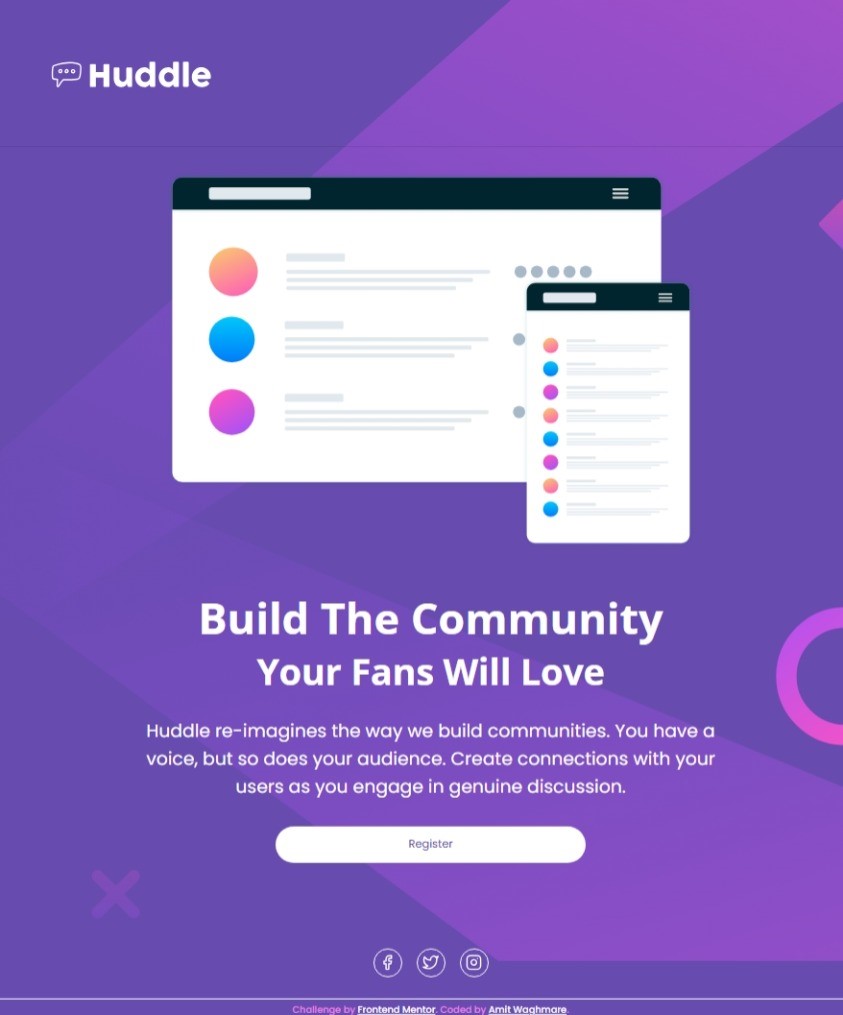 Huddle
Build The Community
Your Fans Will Love
Huddle re-imagines the way we build communities. You have a
voice, but so does your audience. Create connections with your
users as you engage in genuine discussion.
Register
Challenge by Frontend Mentor. Coded by Amit Waghmare.